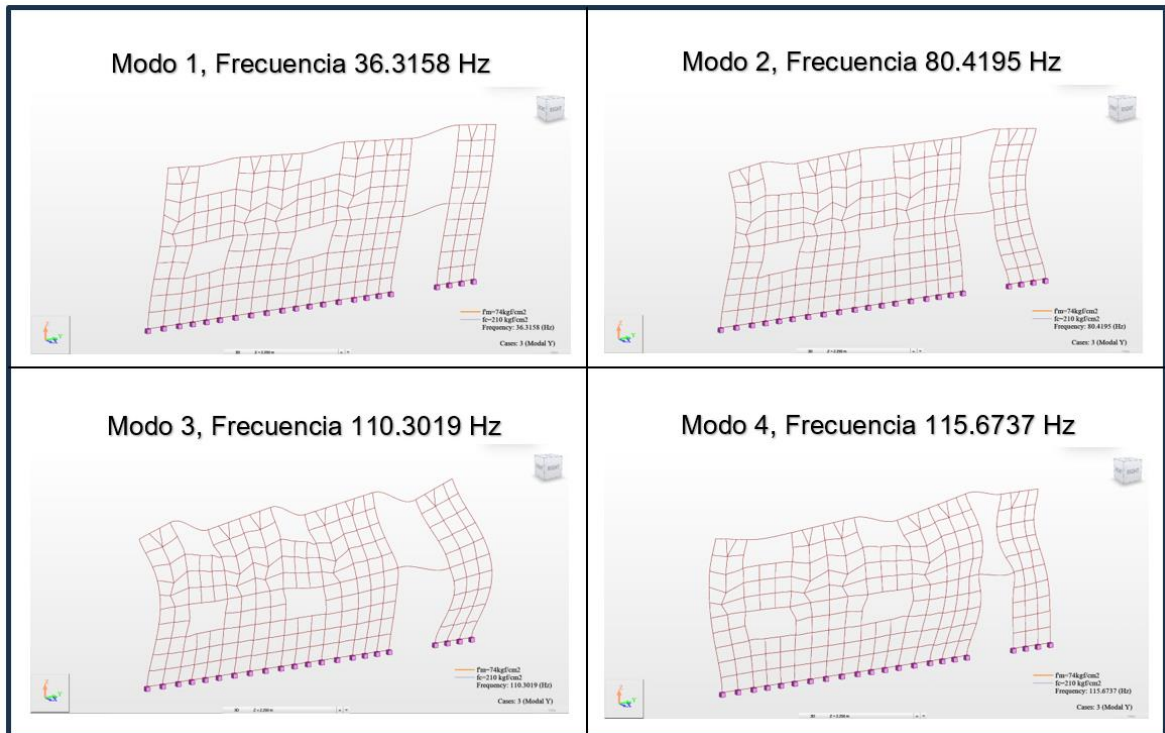 Modo 1, Frecuencia 36.3158 Hz
RIGHT
f'm=74kgf/cm2
fc=210 kgf/cm2
Frequency: 36.3158 (Hz)
Cases: 3 (Modal Y)
Modo 2, Frecuencia 80.4195 Hz
RIGHT
f'm=74kgf/cm2
fc=210 kgf/cm2
Frequency: 80.4195 (Hz)
Cases: 3 (Modal Y)
Modo 3, Frecuencia 110.3019 Hz
RIGHT
f'm=74kgf/cm2
fc=210 kgf/cm2
Frequency: 110.3019 (Hz)
Cases: 3 (Modal Y)
Modo 4, Frecuencia 115.6737 Hz
RIGHT
f'm=74kgf/cm2
fc=210 kgf/cm2
Frequency: 115.6737 (Hz)
Cases: 3 (Modal Y)